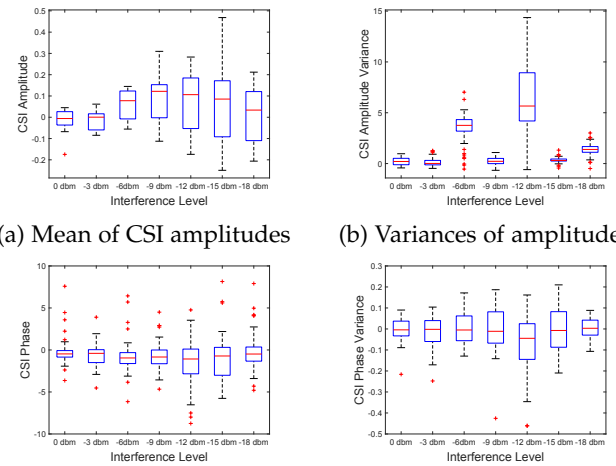 0.5
0.4
0.3
0.2
0.1
0
-0.1
-0.2
CSI Amplitude
0 dbm -3 dbm -6dbm -9 dbm -12 dbm -15 dbm -18 dbm
Interference Level
15
10
5
0
CSI Amplitude Variance
0 dbm -3 dbm -6dbm -9 dbm -12 dbm -15 dbm -18 dbm
Interference Level
(a) Mean of CSI amplitudes
(b) Variances of amplitude
10
5
0
-5
-10
CSI Phase
0 dbm -3 dbm -6dbm -9 dbm -12 dbm -15 dbm -18 dbm
Interference Level
0.3
0.2
0.1
0
-0.1
-0.2
-0.3
-0.4
-0.5
CSI Phase Variance
0 dbm -3 dbm -6dbm -9 dbm -12 dbm -15 dbm -18 dbm
Interference Level